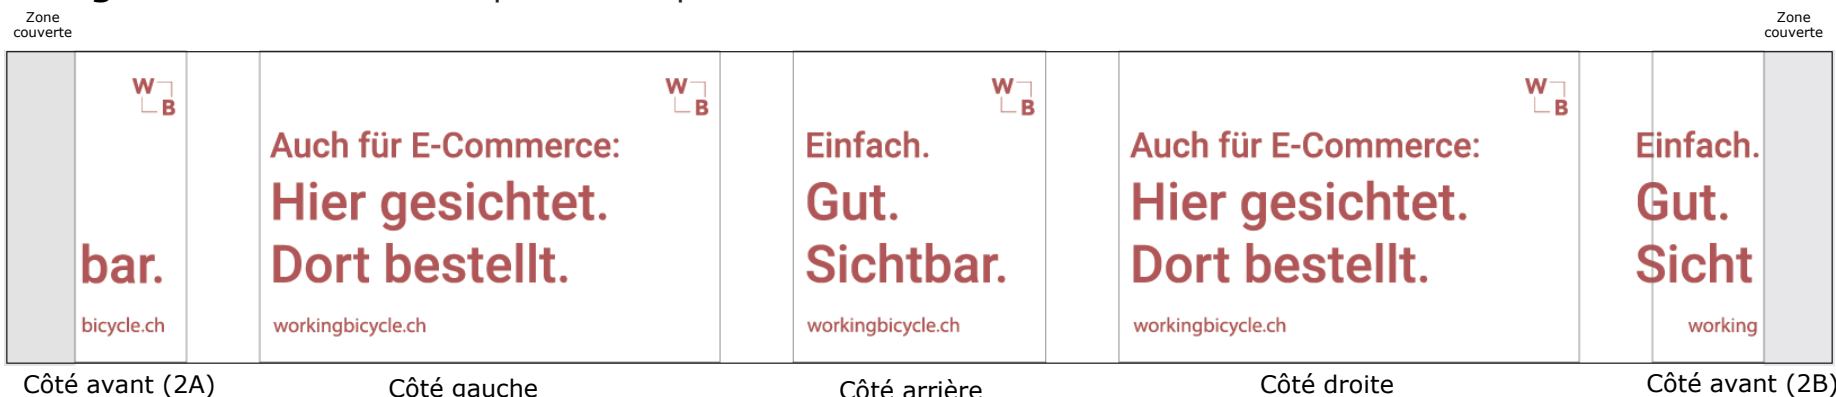 Zone
couverte
Zone
couverte
W
B
bar.
bicycle.ch
W
B
Auch für E-Commerce:
Hier gesichtet.
Dort bestellt.
workingbicycle.ch
W
B
Einfach.
Gut.
Sichtbar.
workingbicycle.ch
W
B
Auch für E-Commerce:
Hier gesichtet.
Dort bestellt.
workingbicycle.ch
Einfach.
Gut.
Sicht
working
Côté avant (2A)
Côté gauche
Côté arrière
Côté droite
Côté avant (2B)